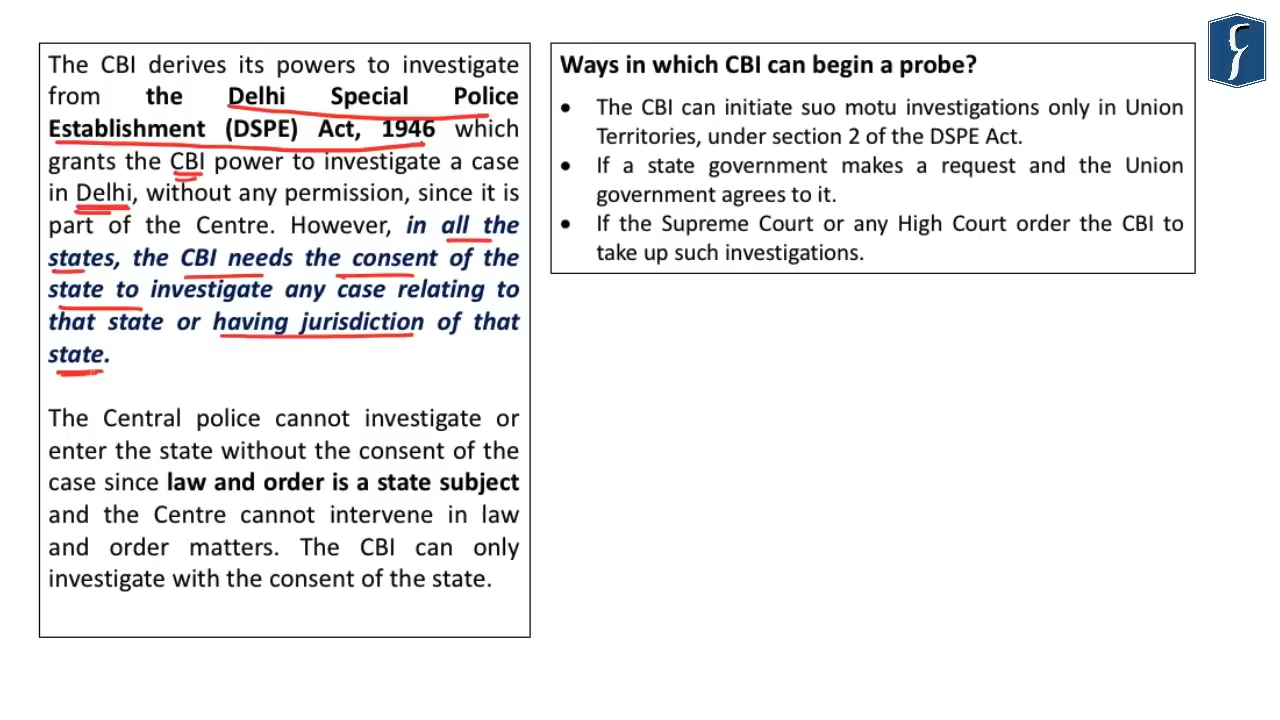 The CBI derives its powers to investigate
from the Delhi Special Police
Establishment (DSPE) Act, 1946 which
grants the CBI power to investigate a case
in Delhi, without any permission, since it is
part of the Centre. However, in all the
states, the CBI needs the consent of the
state to investigate any case relating to
that state or having jurisdiction of that
state.
The Central police cannot investigate or
enter the state without the consent of the
case since law and order is a state subject
and the Centre cannot intervene in law
and order matters. The CBI can only
investigate with the consent of the state.
Ways in which CBI can begin a probe?
• The CBI can initiate suo motu investigations only in Union
Territories, under section 2 of the DSPE Act.
• If a state government makes a request and the Union
government agrees to it.
• If the Supreme Court or any High Court order the CBI to
take up such investigations.